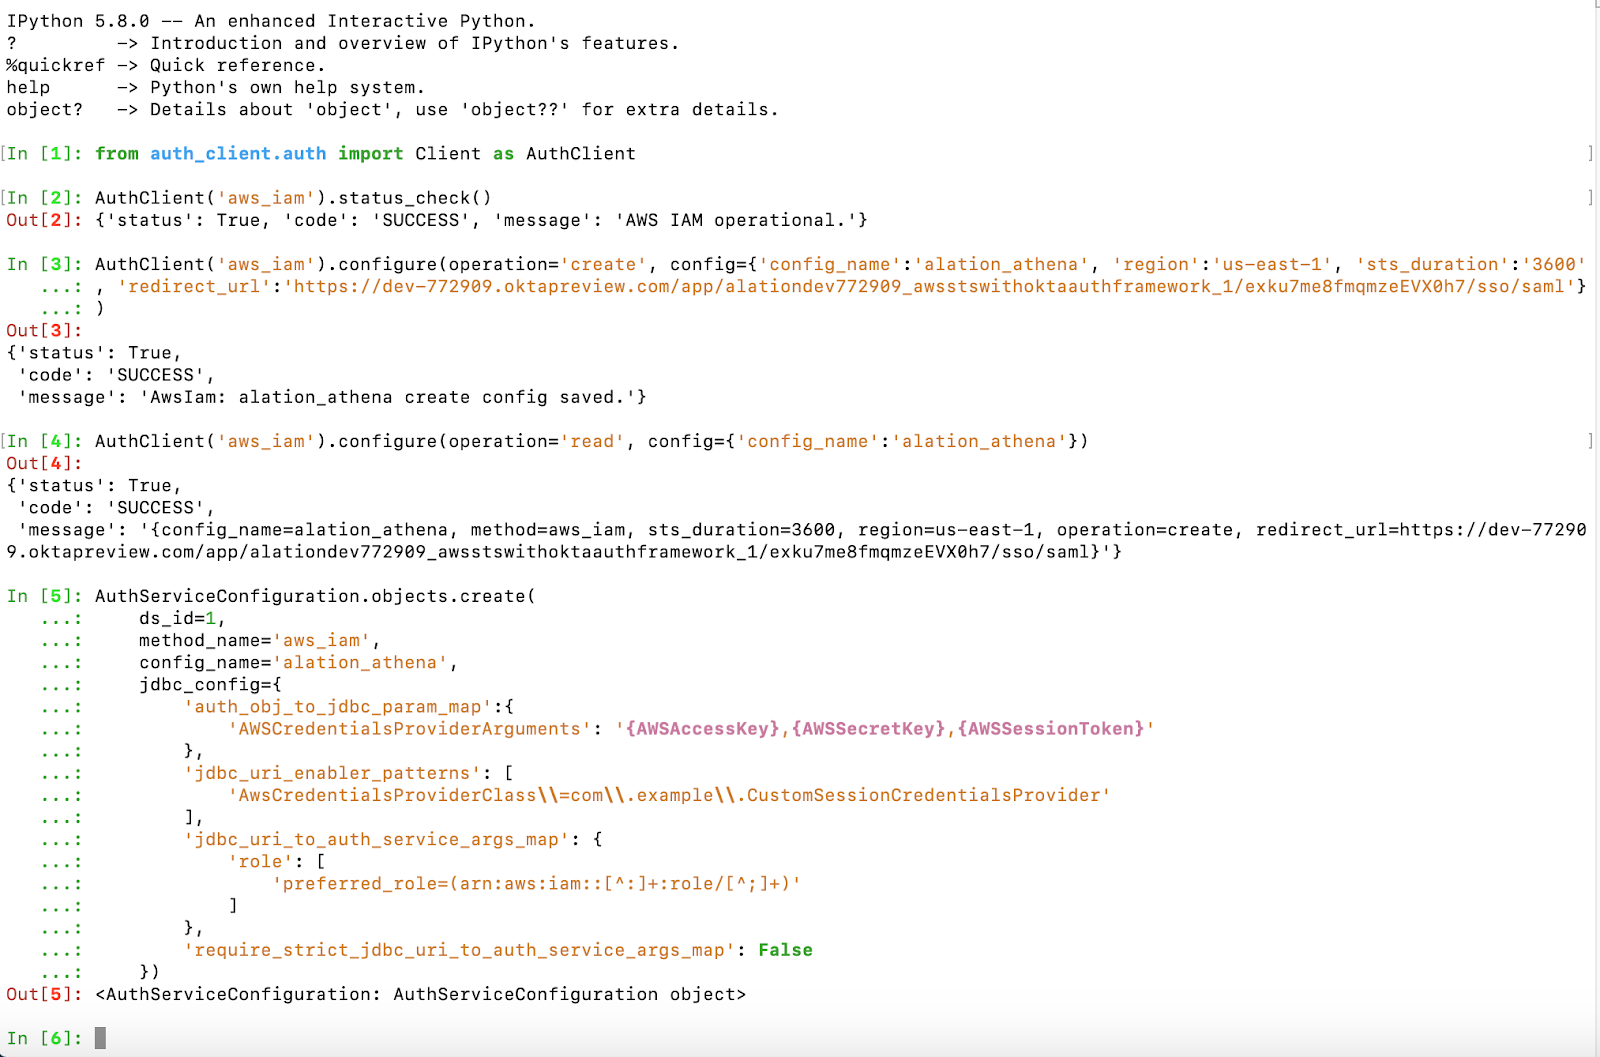 IPython 5.8.0 -- An enhanced Interactive Python.
?         -> Introduction and overview of IPython's features.
%quickref -> Quick reference.
help      -> Python's own help system.
object?   -> Details about 'object', use 'object??' for extra details.
[In [1]: from auth_client.auth import Client as AuthClient ]
[In [2]: AuthClient('aws_iam').status_check() ]
Out[2]: {'status': True, 'code': 'SUCCESS', 'message': 'AWS IAM operational.'}
In [3]: AuthClient('aws_iam').configure(operation='create', config={'config_name':'alation_athena', 'region':'us-east-1', 'sts_duration':'3600'
   ...: , 'redirect_url':'https://dev-772909.oktapreview.com/app/alationdev772909_awsstswithoktaauthframework_1/exku7me8fmqmzeEVX0h7/sso/saml'}
   ...: )
Out[3]:
{'status': True,
 'code': 'SUCCESS',
 'message': 'AwsIam: alation_athena create config saved.'}
[In [4]: AuthClient('aws_iam').configure(operation='read', config={'config_name':'alation_athena'}) ]
Out[4]:
{'status': True,
 'code': 'SUCCESS',
 'message': '{config_name=alation_athena, method=aws_iam, sts_duration=3600, region=us-east-1, operation=create, redirect_url=https://dev-77290
9.oktapreview.com/app/alationdev772909_awsstswithoktaauthframework_1/exku7me8fmqmzeEVX0h7/sso/saml}'}
In [5]: AuthServiceConfiguration.objects.create(
   ...:     ds_id=1,
   ...:     method_name='aws_iam',
   ...:     config_name='alation_athena',
   ...:     jdbc_config={
   ...:         'auth_obj_to_jdbc_param_map':{
   ...:             'AWSCredentialsProviderArguments': '{AWSAccessKey},{AWSSecretKey},{AWSSessionToken}'
   ...:         },
   ...:         'jdbc_uri_enabler_patterns': [
   ...:             'AwsCredentialsProviderClass\\=com\\.example\\.CustomSessionCredentialsProvider'
   ...:         ],
   ...:         'jdbc_uri_to_auth_service_args_map': {
   ...:             'role': [
   ...:                 'preferred_role=(arn:aws:iam::[^:]+:role/[^;]+)'
   ...:             ]
   ...:         },
   ...:         'require_strict_jdbc_uri_to_auth_service_args_map': False
   ...:     })
Out[5]: <AuthServiceConfiguration: AuthServiceConfiguration object>
In [6]: